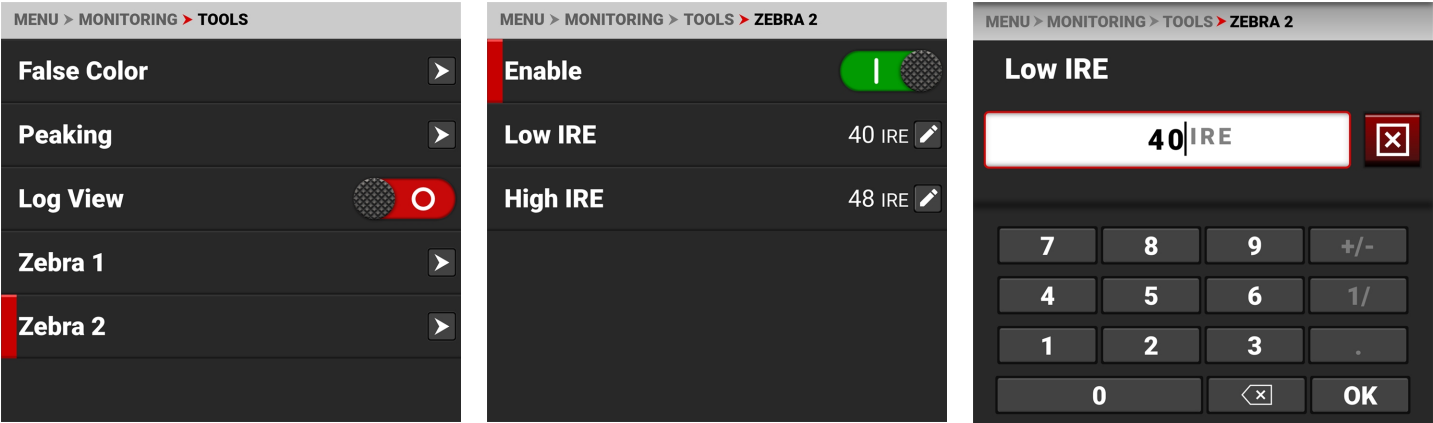 MENU > MONITORING > TOOLS
False Color
Peaking
Log View
Zebra 1
Zebra 2
MENU > MONITORING > TOOLS > ZEBRA 2
Enable
Low IRE 40 IRE
High IRE 48 IRE
MENU > MONITORING > TOOLS > ZEBRA 2
Low IRE
40 IRE
7 8 9 +/-
4 5 6 1/
1 2 3 .
0 OK